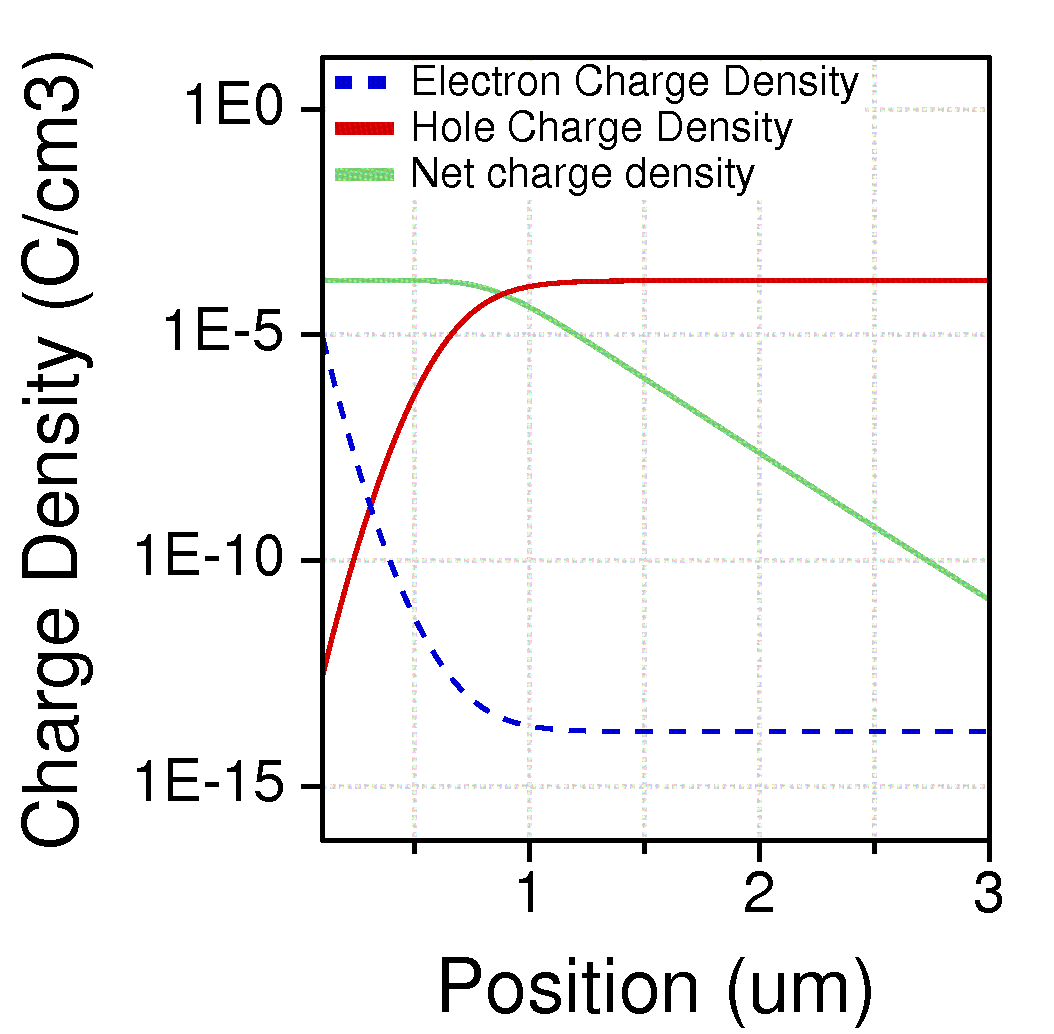 Charge Density (C/cm3)
Electron Charge Density
Hole Charge Density
Net charge density
1E0
1E-5
1E-10
1E-15
1
2
3
Position (um)